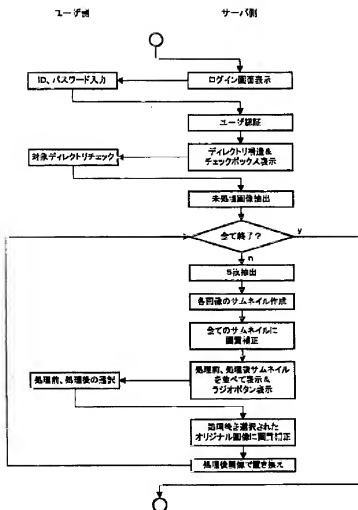 ユーザ側 サーバ側
ログイン画面表示
ID、パスワード入力
ユーザ認証
ディレクトリ構造&
チェックボックス表示
対象ディレクトリチェック
未処理画像抽出
全て終了？
y
n
5枚抽出
各画像のサムネイル作成
全てのサムネイルに
画質補正
処理前、処理後サムネイル
を並べて表示&
ラジオボタン表示
処理前、処理後の選択
処理後を選択された
オリジナル画像に画質補正
処理後画像で置き換え